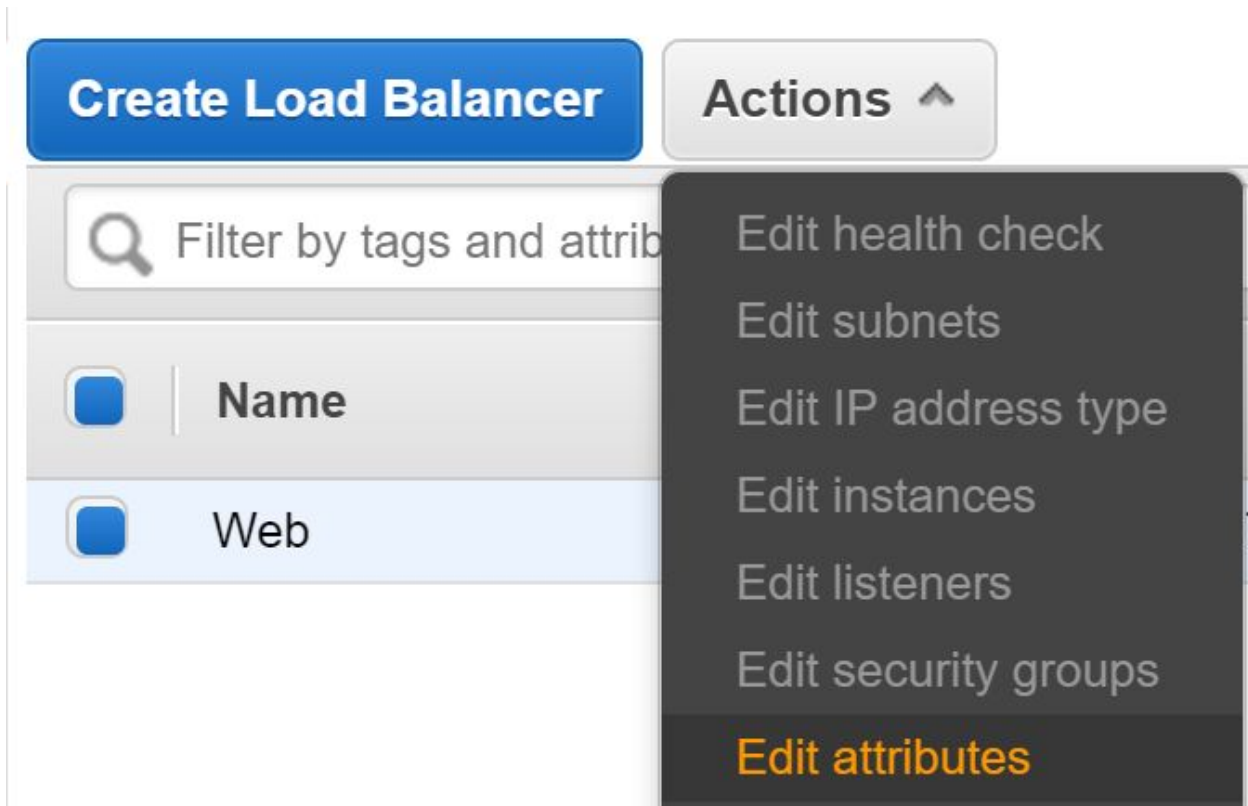 Create Load Balancer
Actions
Filter by tags and attrib
Edit health check
Edit subnets
Edit IP address type
Name
Edit instances
Web
Edit listeners
Edit security groups
Edit attributes